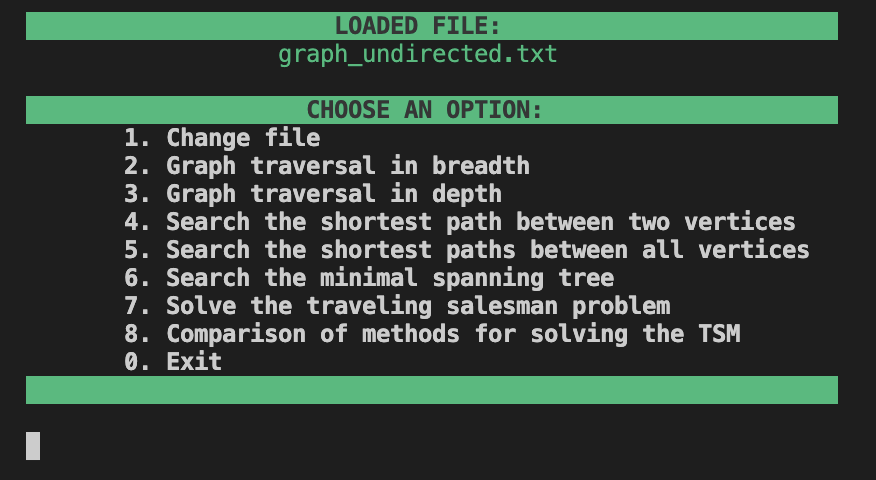 LOADED FILE:
graph_undirected.txt
CHOOSE AN OPTION:
1. Change file
2. Graph traversal in breadth
3. Graph traversal in depth
4. Search the shortest path between two vertices
5. Search the shortest paths between all vertices
6. Search the minimal spanning tree
7. Solve the traveling salesman problem
8. Comparison of methods for solving the TSM
0. Exit